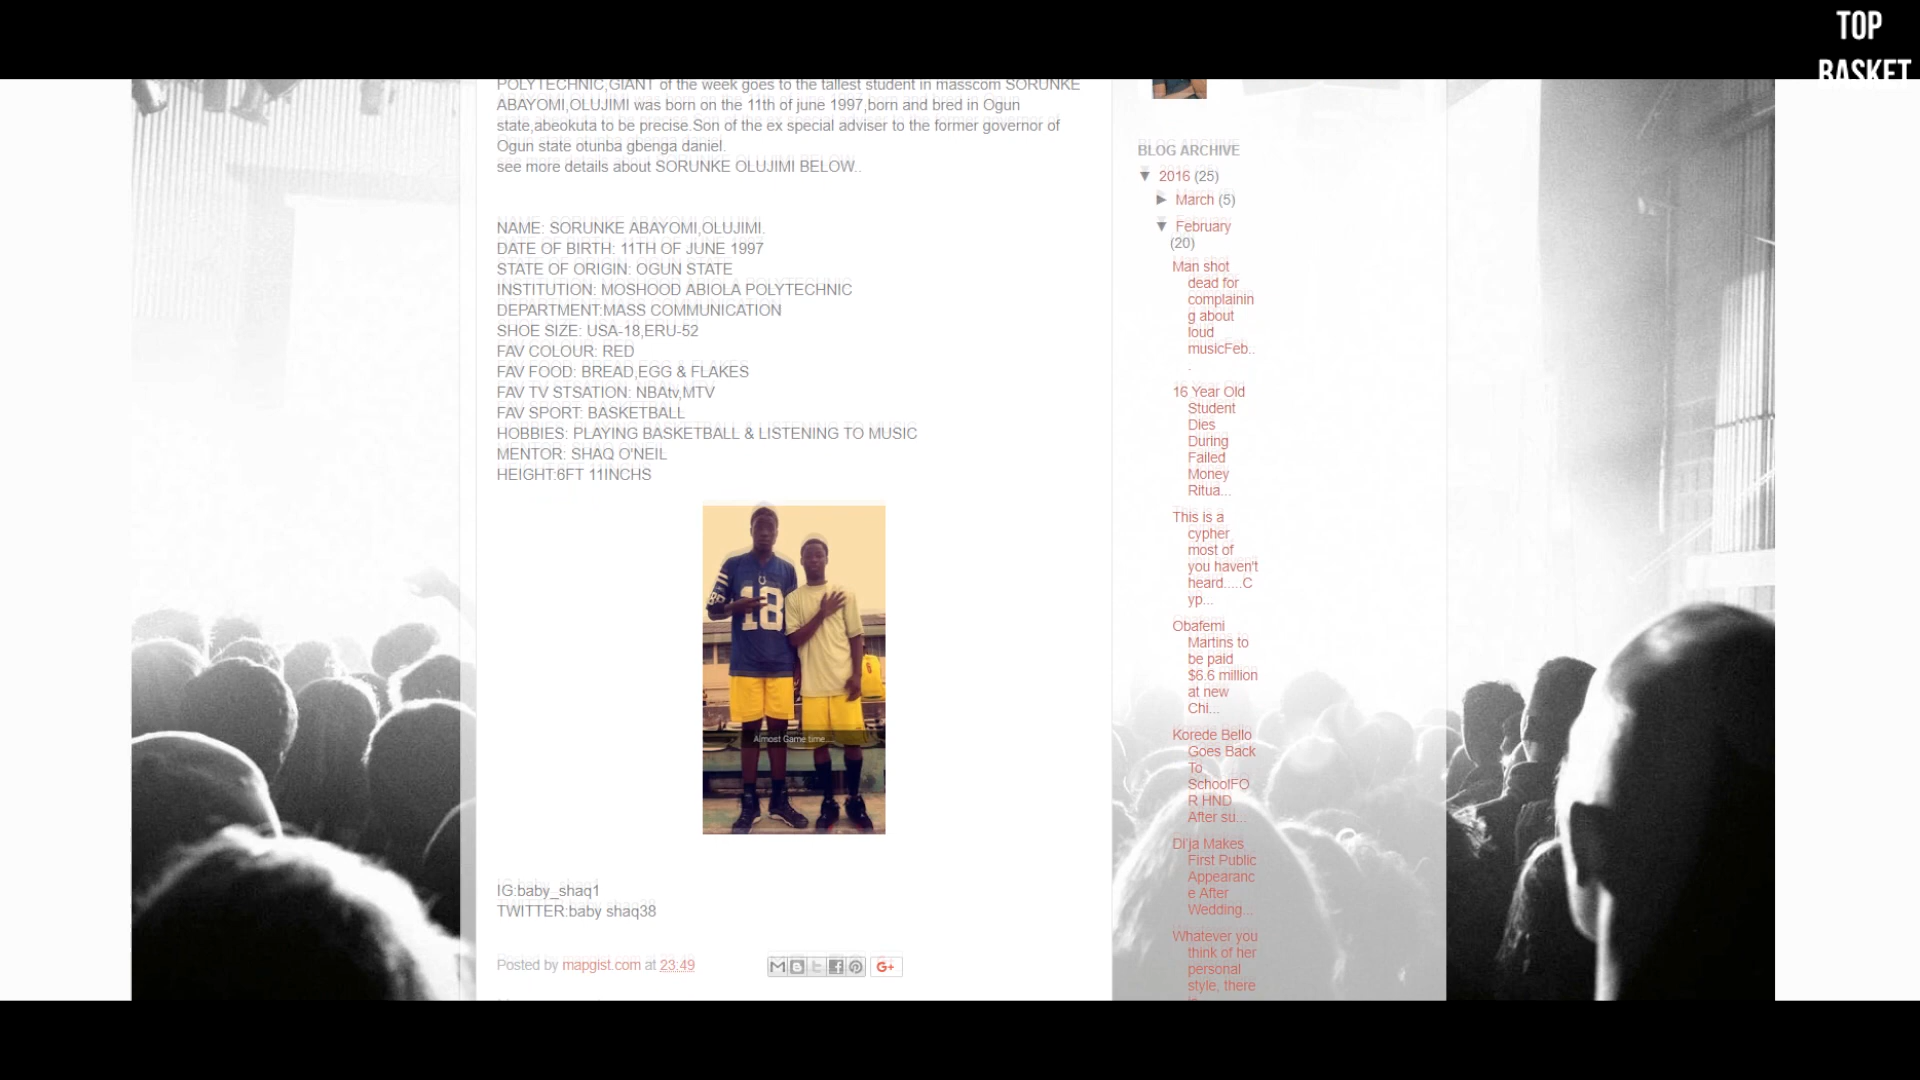 TOP
BASKET
POLYTECHNIC,GIANT of the week goes to the tallest student in masscom SORUNKE
ABAYOMI,OLUJIMI was born on the 11th of june 1997,born and bred in Ogun
state,abeokuta to be precise.Son of the ex special adviser to the former governor of
Ogun state otunba gbenga daniel.
see more details about SORUNKE OLUJIMI BELOW..
NAME: SORUNKE ABAYOMI,OLUJIMI.
DATE OF BIRTH: 11TH OF JUNE 1997
STATE OF ORIGIN: OGUN STATE
INSTITUTION: MOSHOOD ABIOLA POLYTECHNIC
DEPARTMENT:MASS COMMUNICATION
SHOE SIZE: USA-18,ERU-52
FAV COLOUR: RED
FAV FOOD: BREAD,EGG & FLAKES
FAV TV STSATION: NBAtv,MTV
FAV SPORT: BASKETBALL
HOBBIES: PLAYING BASKETBALL & LISTENING TO MUSIC
MENTOR: SHAQ O'NEIL
HEIGHT:6FT 11INCHS
18
Almost Game time...
IG:baby_shaq1
TWITTER:baby shaq38
Posted by mapgist.com at 23:49
G+
BLOG ARCHIVE
▼ 2016 (25)
► March (5)
▼ February
(20)
Man shot
dead for
complainin
g about
loud
musicFeb..
.
16 Year Old
Student
Dies
During
Failed
Money
Ritua...
This is a
cypher
most of
you haven't
heard.....C
yp...
Obafemi
Martins to
be paid
$6.6 million
at new
Chi...
Korede Bello
Goes Back
To
SchoolFO
R HND
After su...
Di'ja Makes
First Public
Appearanc
e After
Wedding...
Whatever you
think of her
personal
style, there